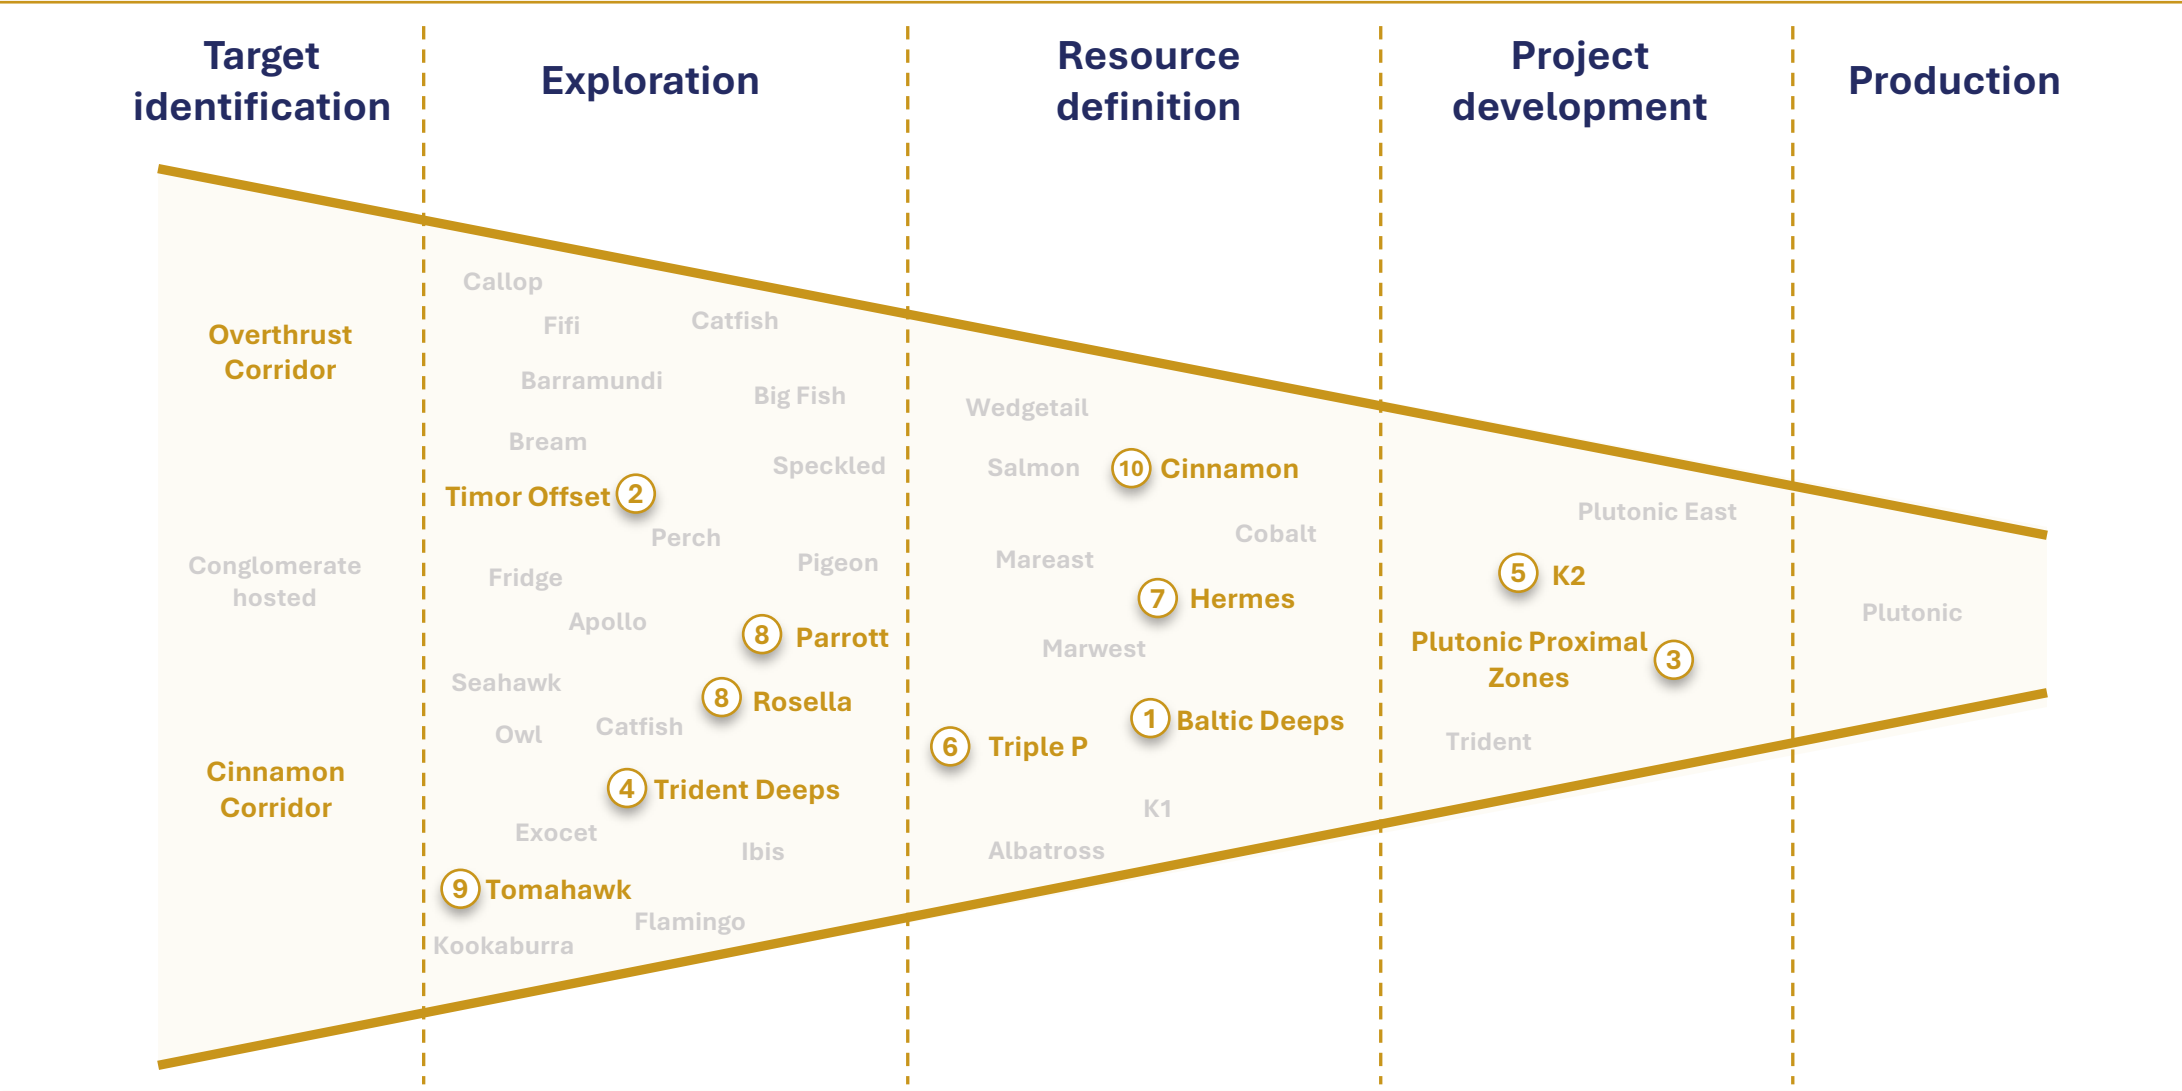 Target
identification
Exploration
Resource
definition
Project
development
Production
Overthrust
Corridor
Conglomerate
hosted
Cinnamon
Corridor
Callop
Fifi
Catfish
Barramundi
Big Fish
Bream
Speckled
Timor Offset 2
Perch
Pigeon
Fridge
Apollo
8 Parrott
Seahawk
8 Rosella
Owl
Catfish
4 Trident Deeps
Exocet
Ibis
9 Tomahawk
Flamingo
Kookaburra
Wedgetail
Salmon
10 Cinnamon
Cobalt
Mareast
7 Hermes
Marwest
1 Baltic Deeps
6 Triple P
K1
Albatross
Plutonic East
5 K2
Plutonic Proximal
Zones
3
Trident
Plutonic